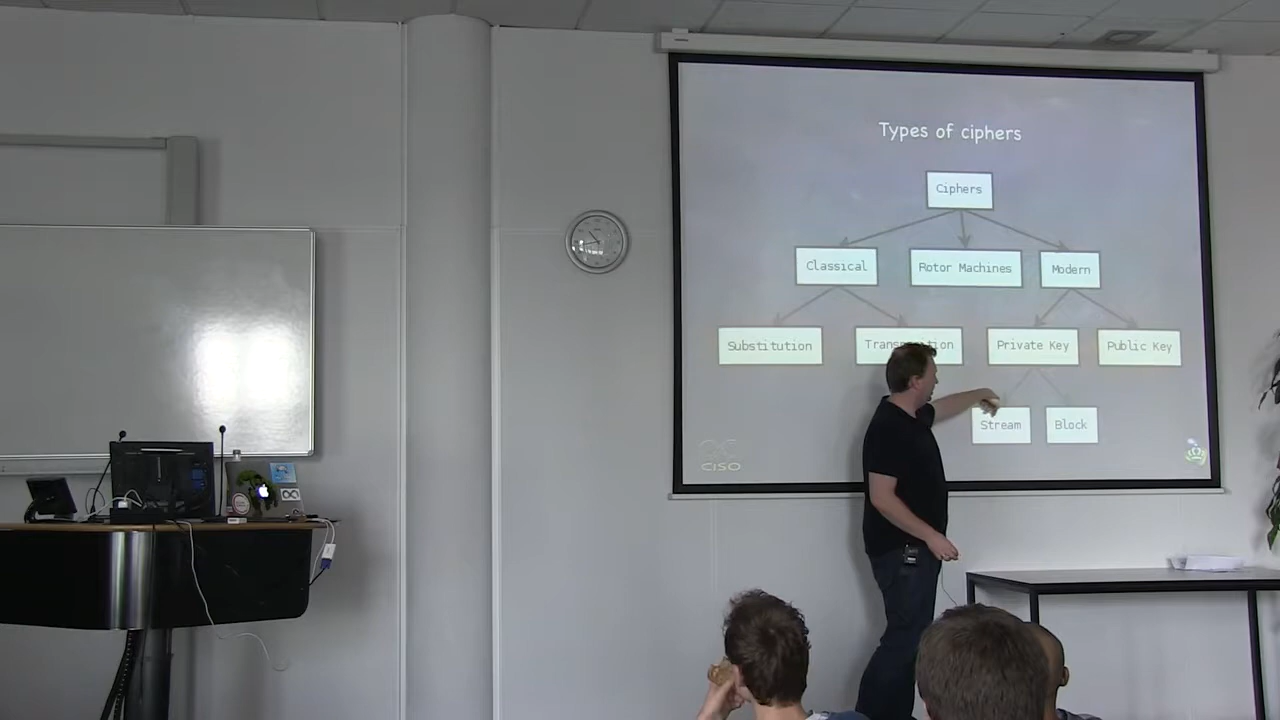 Types of ciphers
Ciphers
Classical
Rotor Machines
Modern
Substitution
Private Key
Public Key
Stream
Block
CISO